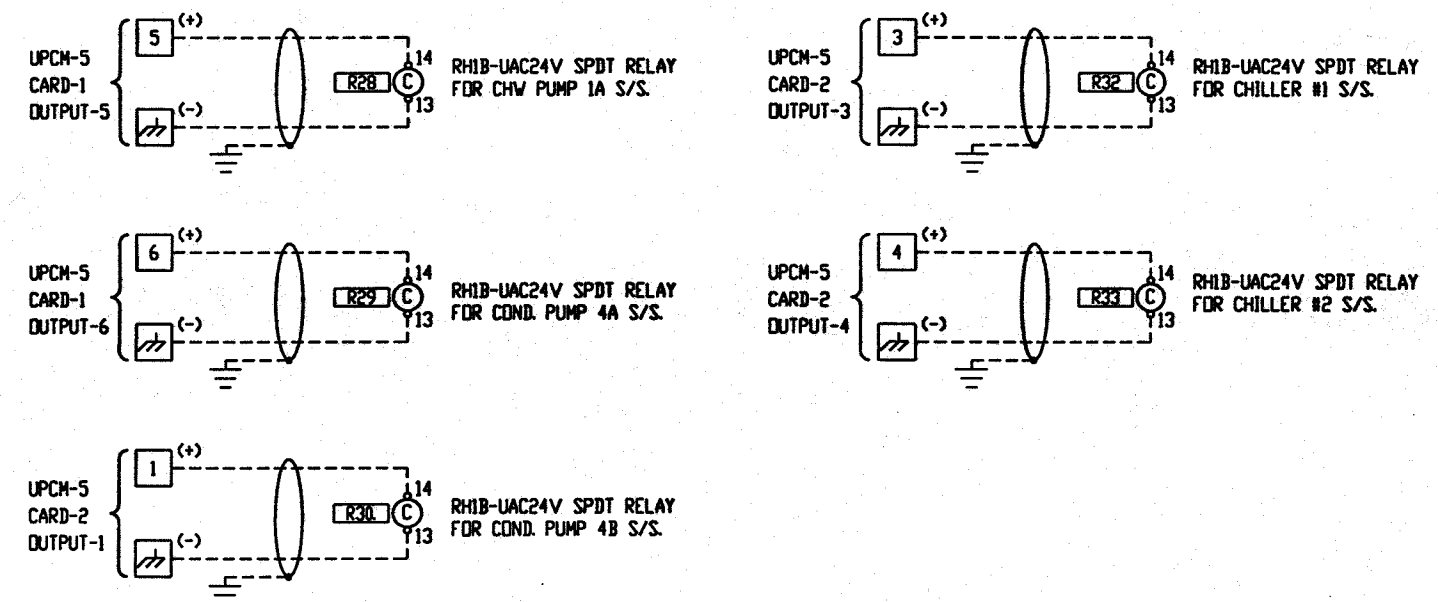 5 (+)
UPCM-5
CARD-1
OUTPUT-5
(-)
R28 C 14
13
RH1B-UAC24V SPDT RELAY
FOR CHW PUMP 1A S/S.
3 (+)
UPCM-5
CARD-2
OUTPUT-3
(-)
R32 C 14
13
RH1B-UAC24V SPDT RELAY
FOR CHILLER #1 S/S.
6 (+)
UPCM-5
CARD-1
OUTPUT-6
(-)
R29 C 14
13
RH1B-UAC24V SPDT RELAY
FOR COND. PUMP 4A S/S.
4 (+)
UPCM-5
CARD-2
OUTPUT-4
(-)
R33 C 14
13
RH1B-UAC24V SPDT RELAY
FOR CHILLER #2 S/S.
1 (+)
UPCM-5
CARD-2
OUTPUT-1
(-)
R30. C 14
13
RH1B-UAC24V SPDT RELAY
FOR COND. PUMP 4B S/S.